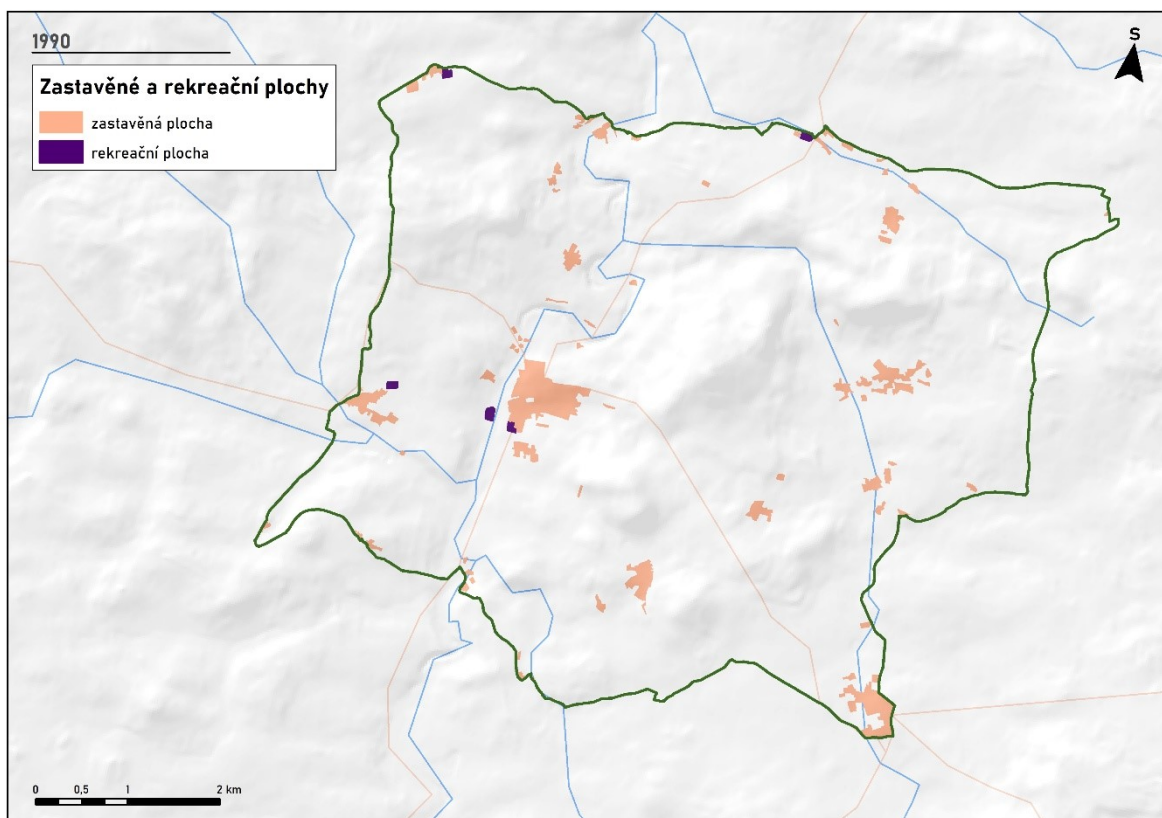 1990
S
Zastavěné a rekreační plochy
zastavěná plocha
rekreační plocha
0 0,5 1 2 km